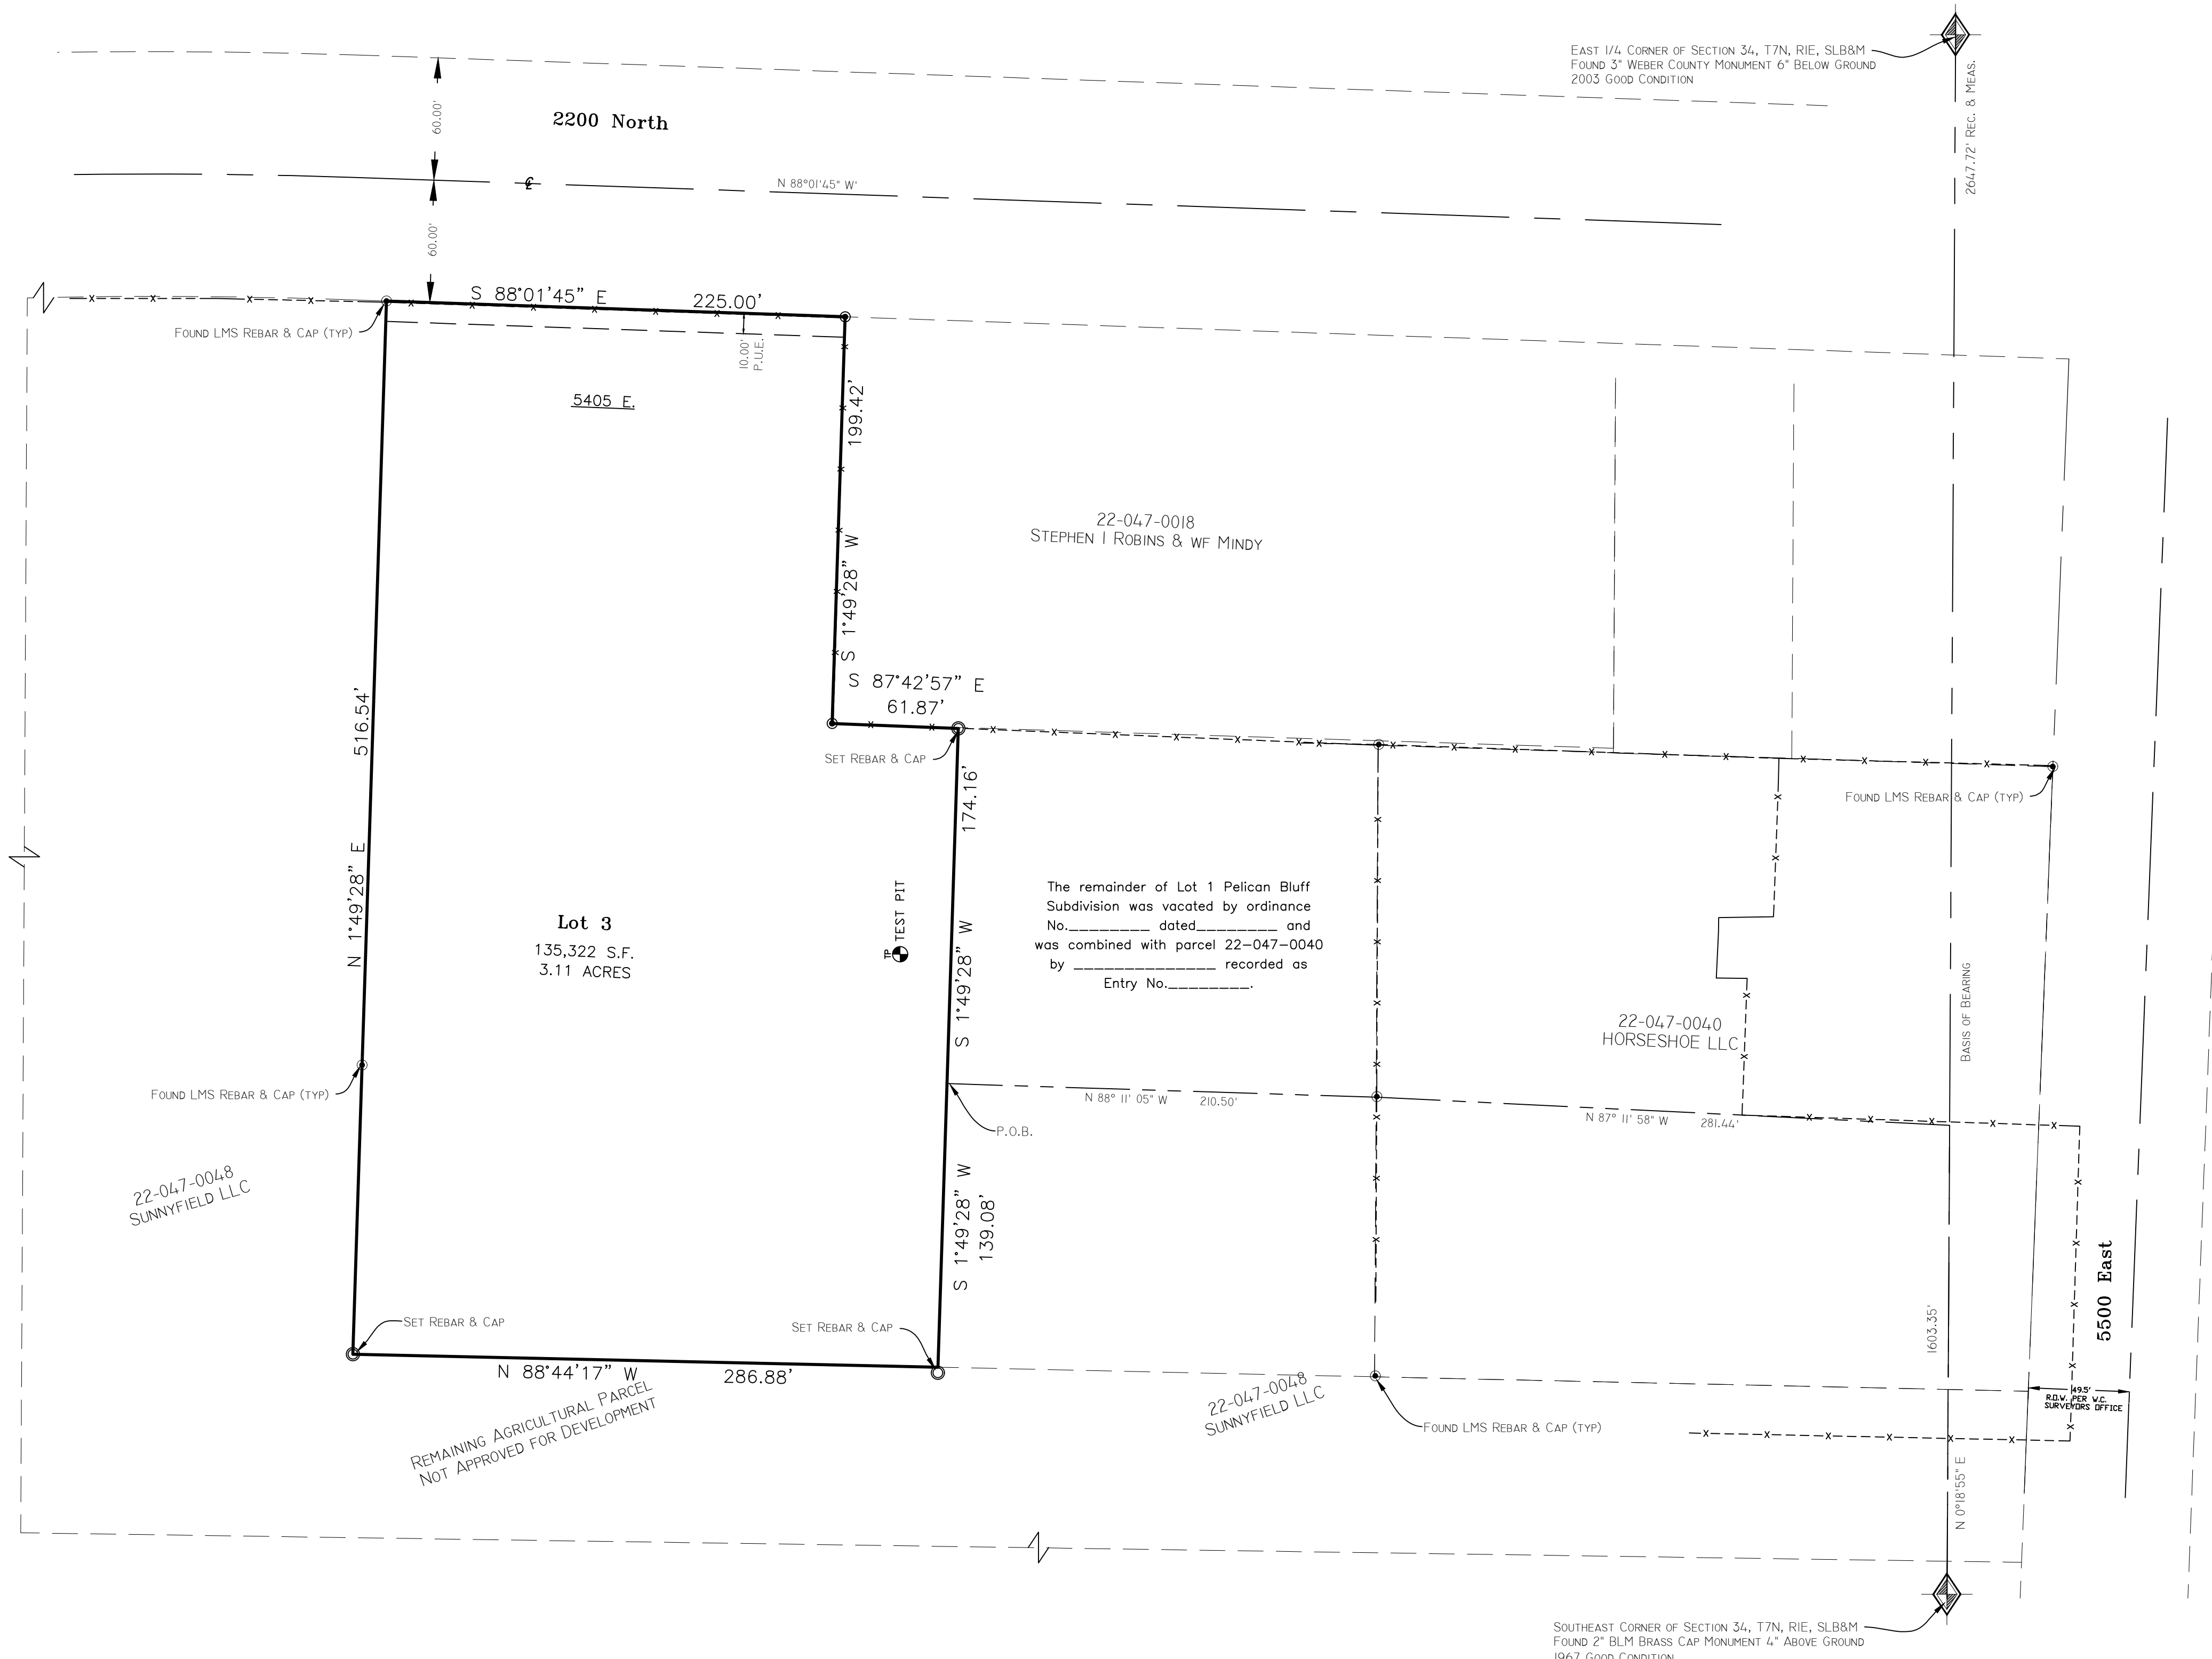 EAST 1/4 CORNER OF SECTION 34, T7N, R1E, SLB&M
FOUND 3" WEBER COUNTY MONUMENT 6" BELOW GROUND
2003 GOOD CONDITION
2647.72' REC. & MEAS.
60.00'
2200 North
℄
N 88°01'45" W'
60.00'
S 88°01'45" E
225.00'
FOUND LMS REBAR & CAP (TYP)
10.00'
P.U.E.
5405 E.
199.42'
S 1°49'28" W
22-047-0018
STEPHEN I ROBINS & WF MINDY
S 87°42'57" E
61.87'
SET REBAR & CAP
516.54'
N 1°49'28" E
174.16'
S 1°49'28" W
FOUND LMS REBAR & CAP (TYP)
TEST PIT
TP
Lot 3
135,322 S.F.
3.11 ACRES
The remainder of Lot 1 Pelican Bluff
Subdivision was vacated by ordinance
No.________ dated________ and
was combined with parcel 22-047-0040
by ______________ recorded as
Entry No.________.
BASIS OF BEARING
22-047-0040
HORSESHOE LLC
FOUND LMS REBAR & CAP (TYP)
N 88° 11' 05" W
210.50'
N 87° 11' 58" W
281.44'
P.O.B.
22-047-0048
SUNNYFIELD LLC
S 1°49'28" W
139.08'
5500 East
1603.35'
SET REBAR & CAP
SET REBAR & CAP
N 88°44'17" W
286.88'
REMAINING AGRICULTURAL PARCEL
NOT APPROVED FOR DEVELOPMENT
22-047-0048
SUNNYFIELD LLC
FOUND LMS REBAR & CAP (TYP)
49.5'
R.O.W. PER W.C.
SURVEYORS OFFICE
N 0°18'55" E
SOUTHEAST CORNER OF SECTION 34, T7N, R1E, SLB&M
FOUND 2" BLM BRASS CAP MONUMENT 4" ABOVE GROUND
1967 GOOD CONDITION